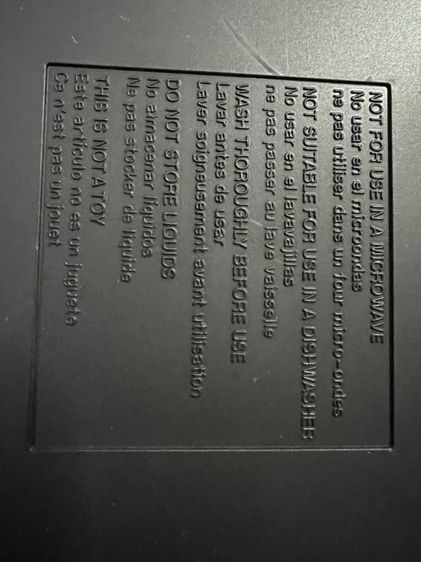 NOT FOR USE IN A MICROWAVE
No usar en el microondas
ne pas utiliser dans un four micro-ondes
NOT SUITABLE FOR USE IN A DISHWASHER
No usar en el lavavajillas
ne pas passer au lave vaisselle
WASH THOROUGHLY BEFORE USE
Lavar antes de usar
Laver soigneusement avant utilisation
DO NOT STORE LIQUIDS
No almacenar líquidos
Ne pas stocker de liquide
THIS IS NOT A TOY
Este artículo no es un juguete
Ce n'est pas un jouet